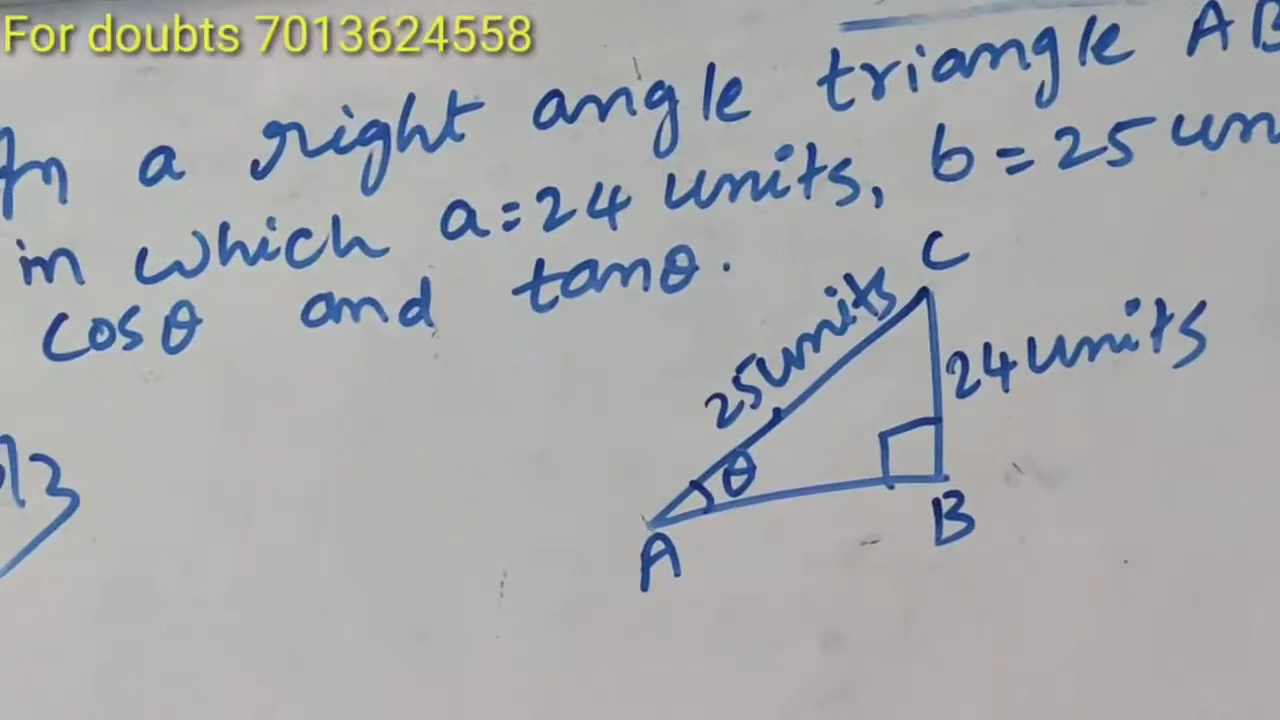 For doubts 7013624558
In a right angle triangle AB
in which a=24 units, b=25 un
cosθ and tanθ.
C
25units
24units
θ
B
A